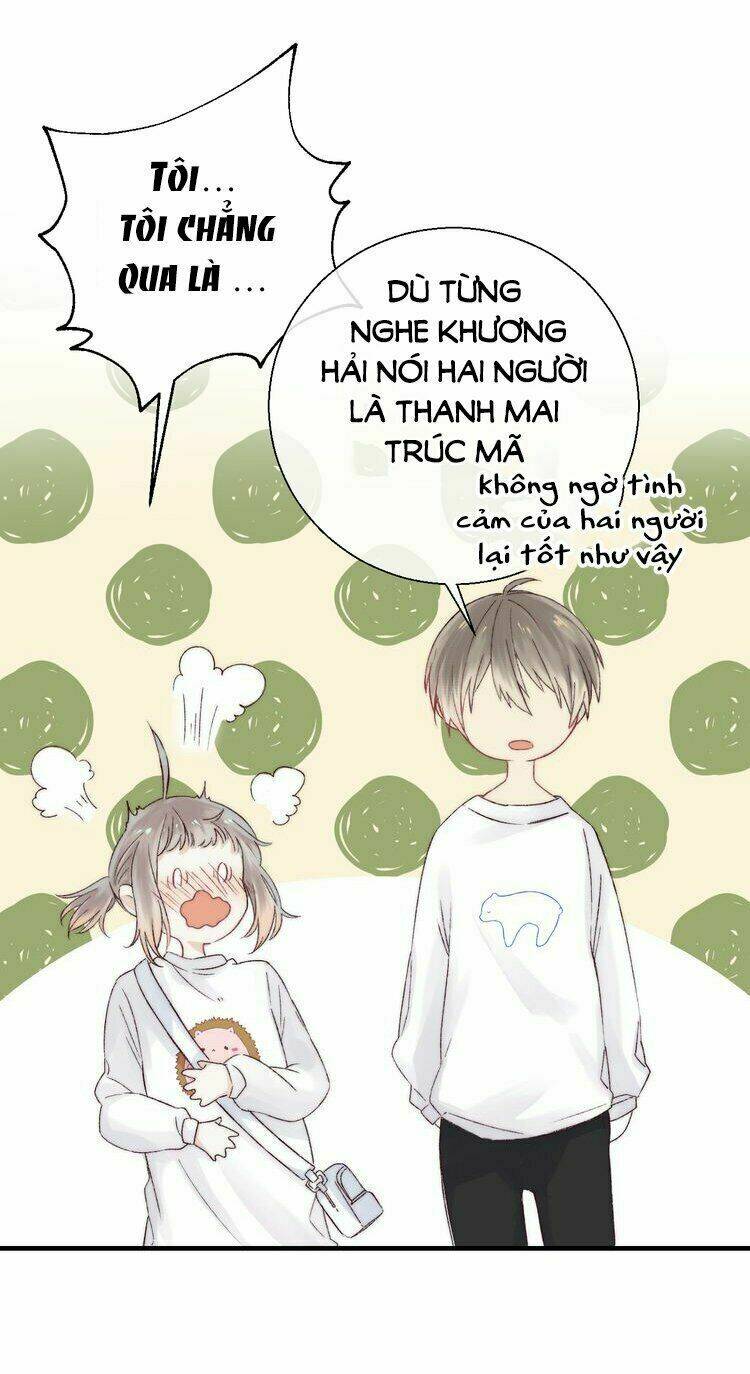 TÔI...
TÔI CHẲNG
QUA LÀ ...
DÙ TỪNG
NGHE KHƯƠNG
HẢI NÓI HAI NGƯỜI
LÀ THANH MAI
TRÚC MÃ
không ngờ tình
cảm của hai người
lại tốt như vậy